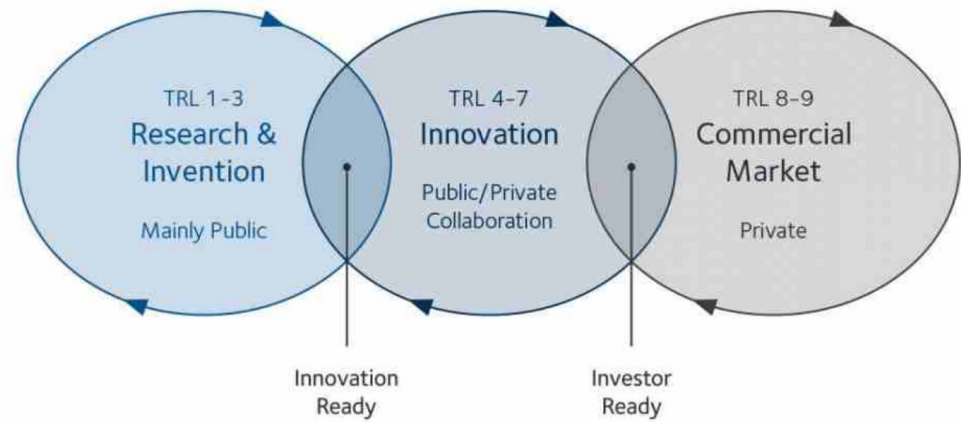 TRL 1-3
Research &
Invention
Mainly Public
TRL 4-7
Innovation
Public/Private
Collaboration
TRL 8-9
Commercial
Market
Private
Innovation
Ready
Investor
Ready